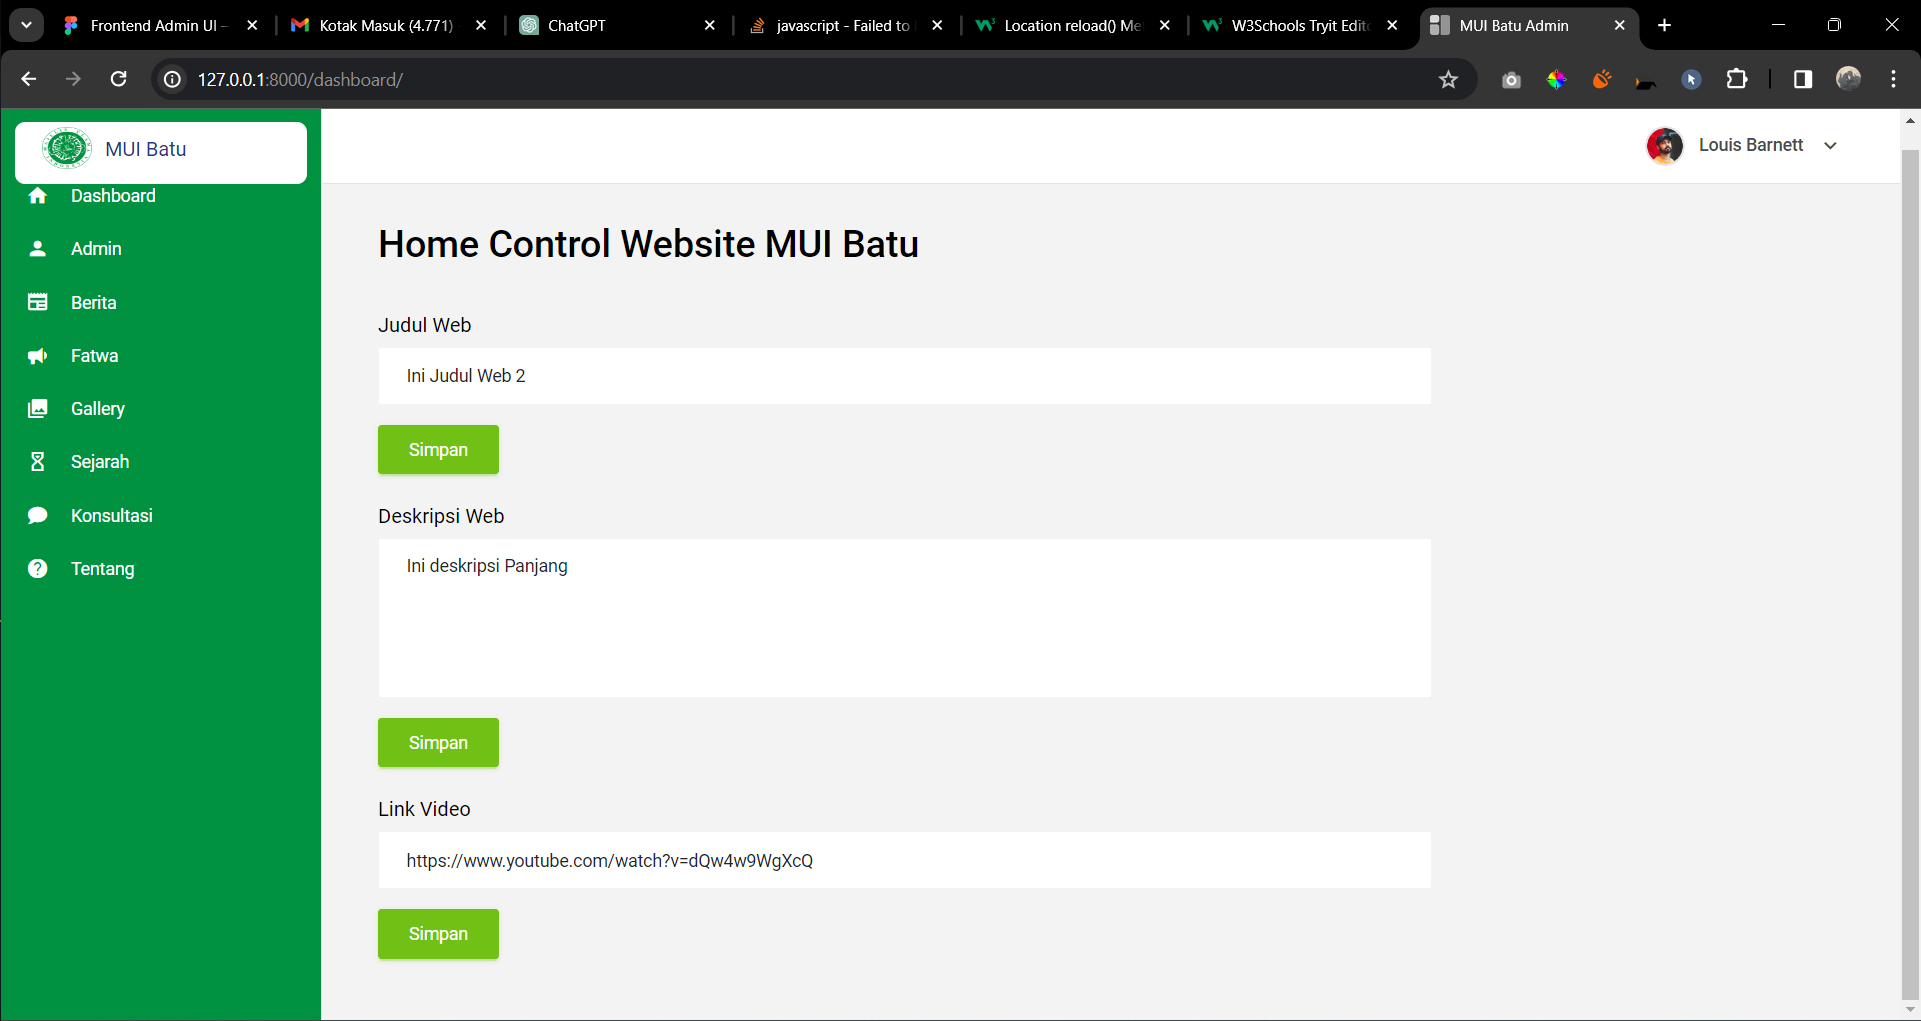 Frontend Admin UI –
Kotak Masuk (4.771)
ChatGPT
javascript - Failed to
Location reload() Me
W3Schools Tryit Edito
MUI Batu Admin
127.0.0.1:8000/dashboard/
MUI Batu
Louis Barnett
Dashboard
Admin
Berita
Fatwa
Gallery
Sejarah
Konsultasi
Tentang
Home Control Website MUI Batu
Judul Web
Ini Judul Web 2
Simpan
Deskripsi Web
Ini deskripsi Panjang
Simpan
Link Video
https://www.youtube.com/watch?v=dQw4w9WgXcQ
Simpan